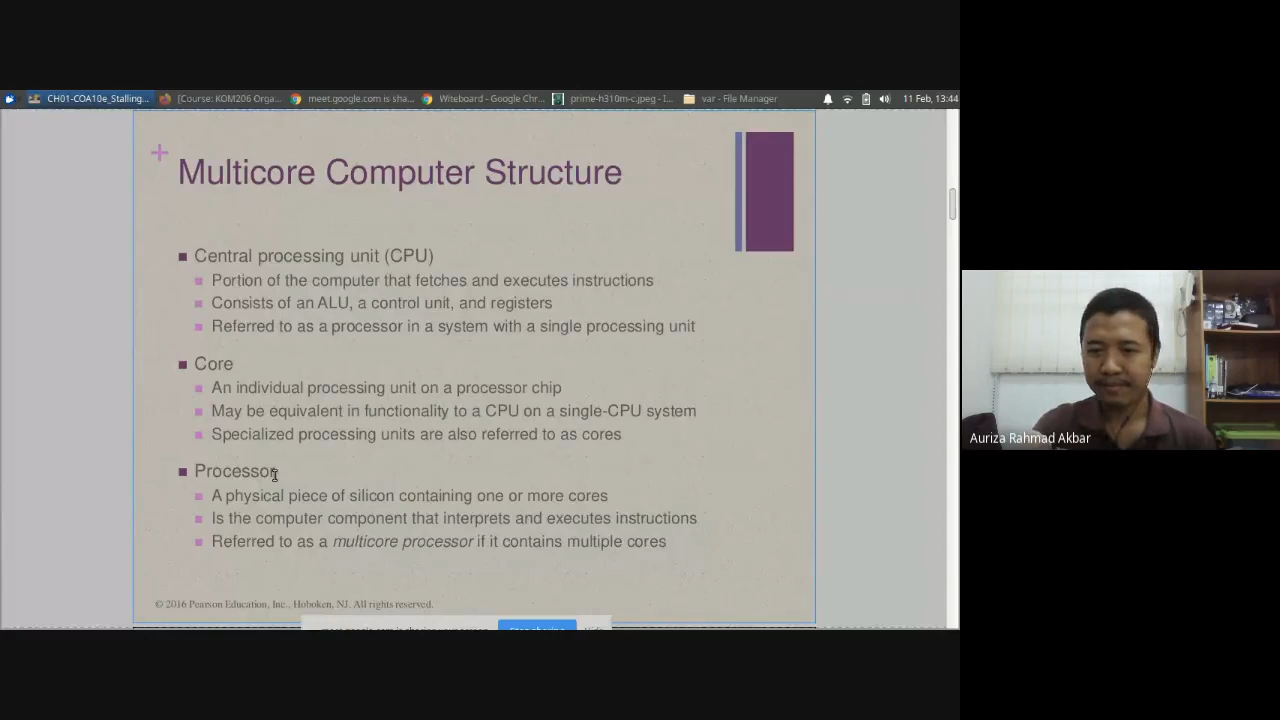 CH01-COA10e_Stalling... [Course: KOM206 Orga... meet.google.com is sha... Witeboard - Google Chr... prime-h310m-c.jpeg - I... var - File Manager 11 Feb, 13:44
+
Multicore Computer Structure
Central processing unit (CPU)
Portion of the computer that fetches and executes instructions
Consists of an ALU, a control unit, and registers
Referred to as a processor in a system with a single processing unit
Core
An individual processing unit on a processor chip
May be equivalent in functionality to a CPU on a single-CPU system
Specialized processing units are also referred to as cores
Processor
A physical piece of silicon containing one or more cores
Is the computer component that interprets and executes instructions
Referred to as a multicore processor if it contains multiple cores
© 2016 Pearson Education, Inc., Hoboken, NJ. All rights reserved.
Stop sharing Hide
Auriza Rahmad Akbar